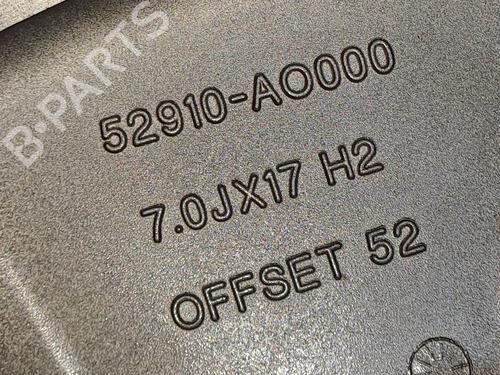 B-PARTS
52910-AO000
7.0JX17 H2
OFFSET 52